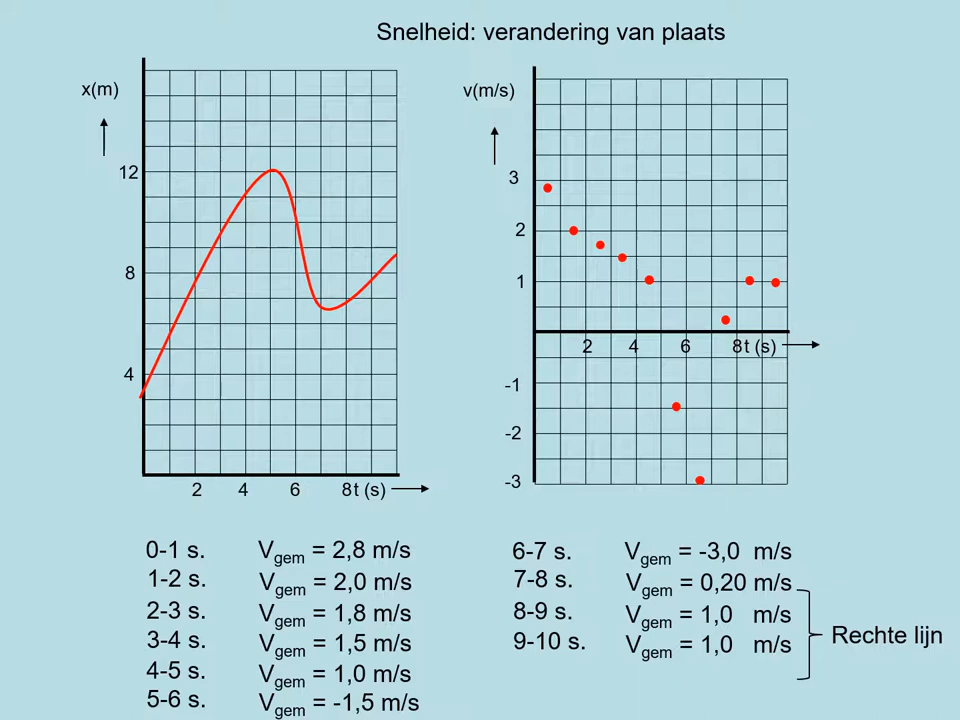 Snelheid: verandering van plaats
x(m)
12
8
4
2 4 6 8 t (s)
v(m/s)
3
2
1
2 4 6 8 t (s)
-1
-2
-3
0-1 s. Vgem = 2,8 m/s
1-2 s. Vgem = 2,0 m/s
2-3 s. Vgem = 1,8 m/s
3-4 s. Vgem = 1,5 m/s
4-5 s. Vgem = 1,0 m/s
5-6 s. Vgem = -1,5 m/s
6-7 s. Vgem = -3,0 m/s
7-8 s. Vgem = 0,20 m/s
8-9 s. Vgem = 1,0 m/s
9-10 s. Vgem = 1,0 m/s
Rechte lijn